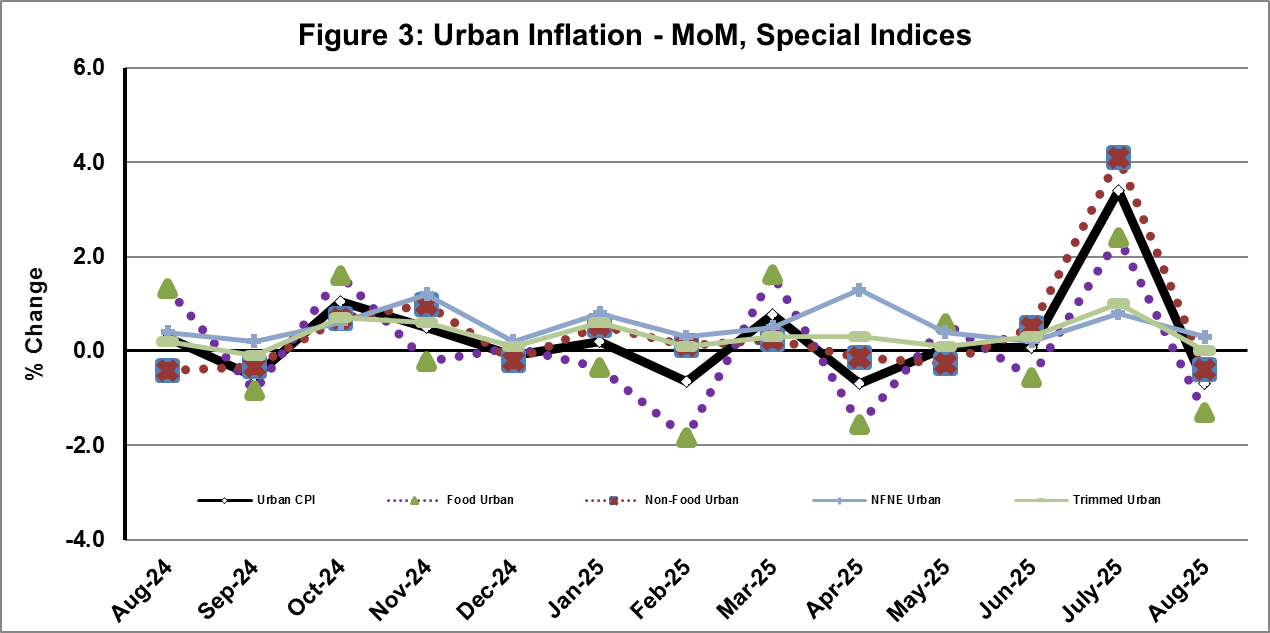 Figure 3: Urban Inflation - MoM, Special Indices
6.0
4.0
2.0
0.0
-2.0
-4.0
% Change
Urban CPI
Food Urban
Non-Food Urban
NFNE Urban
Trimmed Urban
Aug-24
Sep-24
Oct-24
Nov-24
Dec-24
Jan-25
Feb-25
Mar-25
Apr-25
May-25
Jun-25
July-25
Aug-25